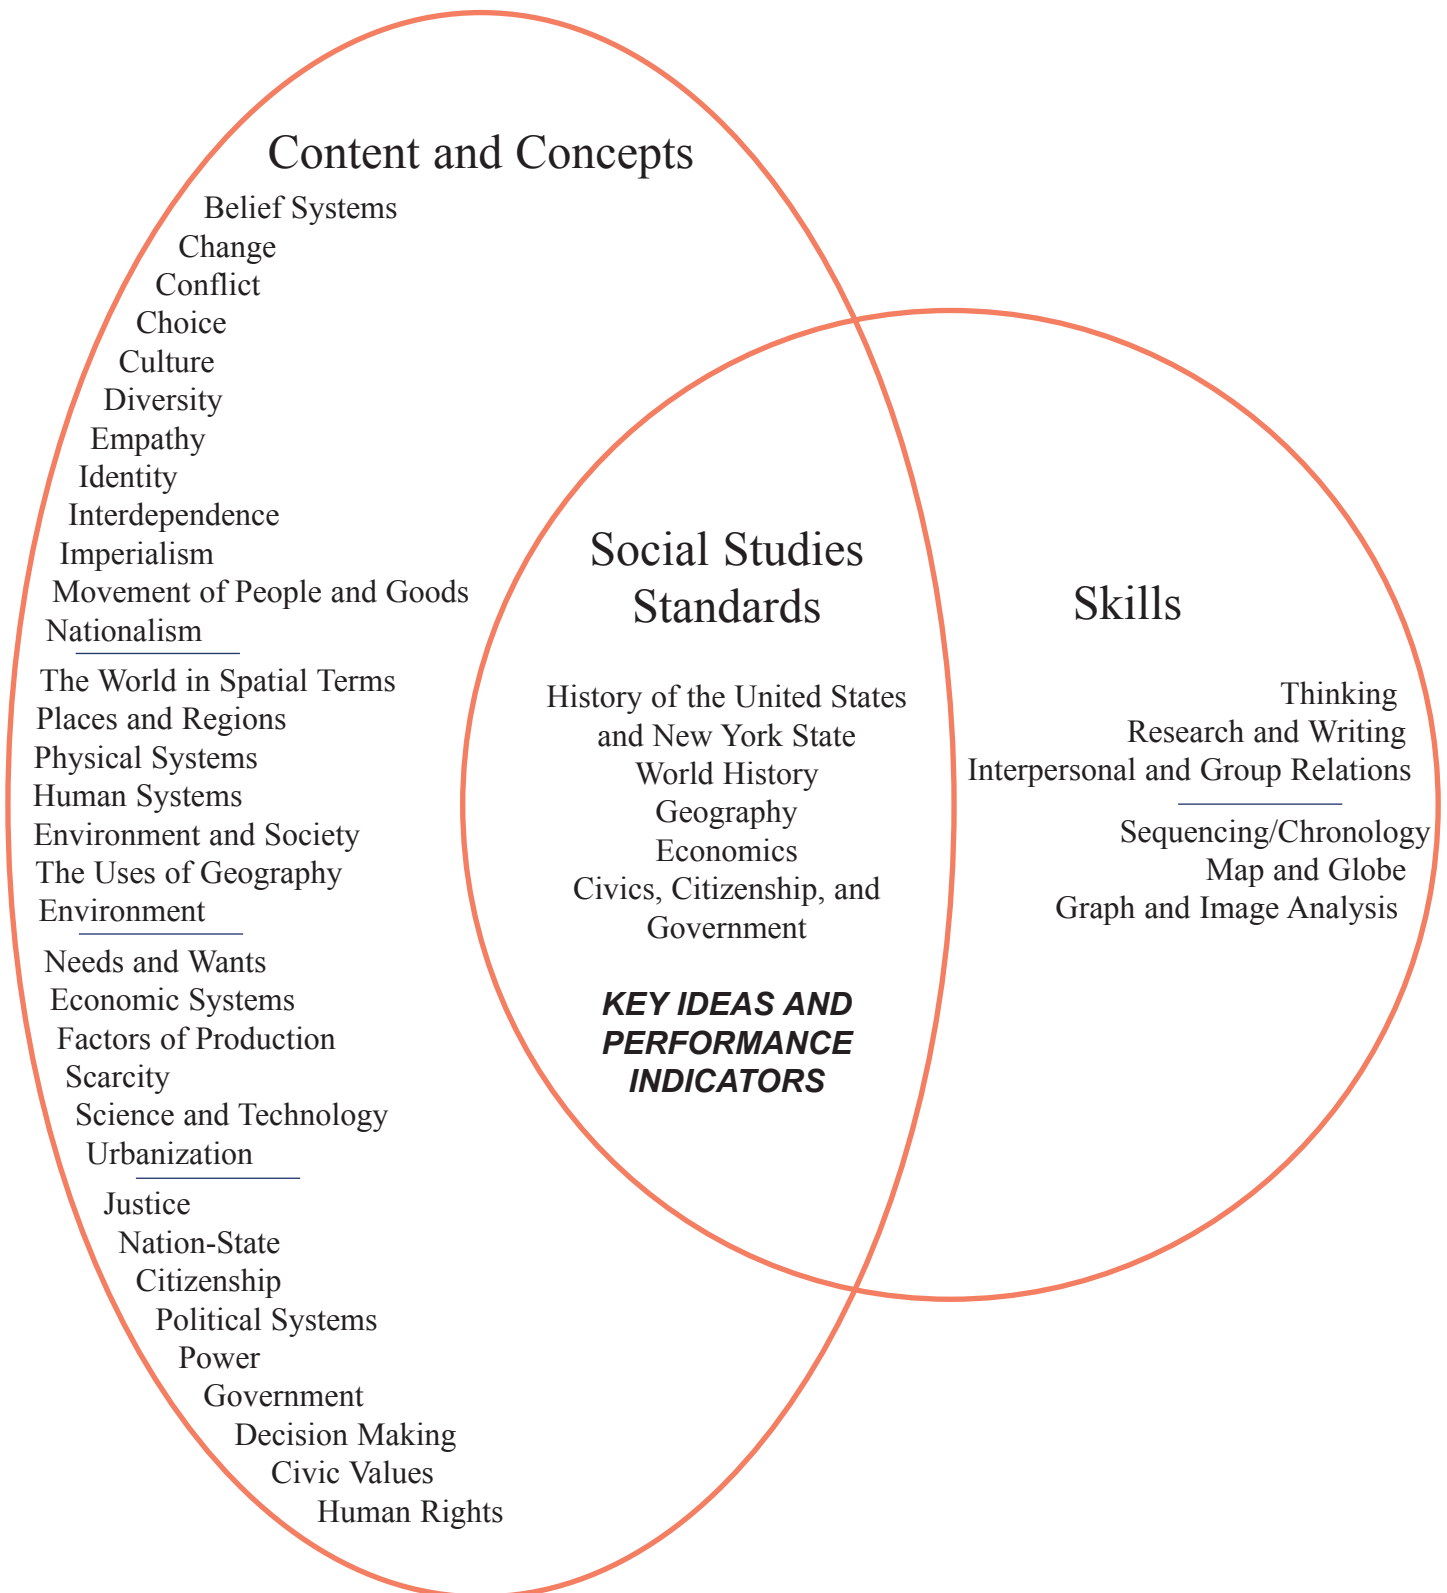 Content and Concepts
Belief Systems
Change
Conflict
Choice
Culture
Diversity
Empathy
Identity
Interdependence
Imperialism
Movement of People and Goods
Nationalism
The World in Spatial Terms
Places and Regions
Physical Systems
Human Systems
Environment and Society
The Uses of Geography
Environment
Needs and Wants
Economic Systems
Factors of Production
Scarcity
Science and Technology
Urbanization
Justice
Nation-State
Citizenship
Political Systems
Power
Government
Decision Making
Civic Values
Human Rights
Social Studies
Standards
History of the United States
and New York State
World History
Geography
Economics
Civics, Citizenship, and
Government
KEY IDEAS AND
PERFORMANCE
INDICATORS
Skills
Thinking
Research and Writing
Interpersonal and Group Relations
Sequencing/Chronology
Map and Globe
Graph and Image Analysis